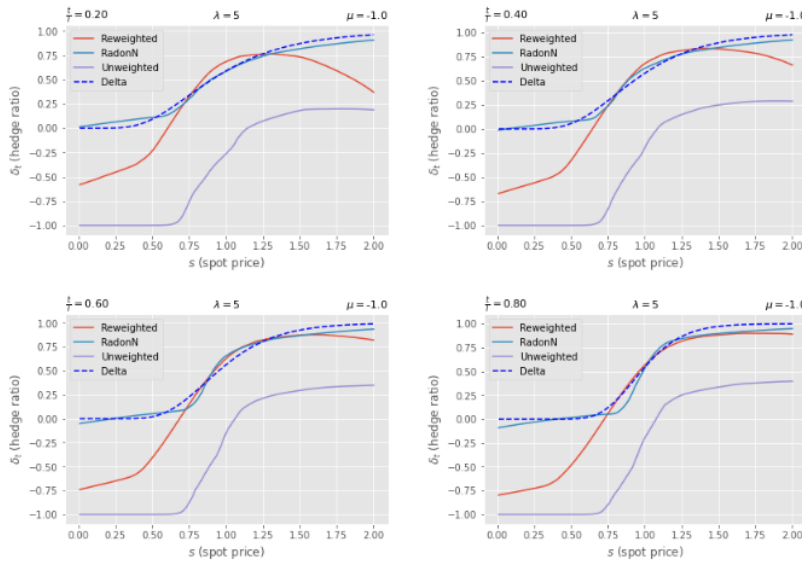 t/T = 0.20 λ = 5 μ = -1.0
1.00
0.75
0.50
0.25
0.00
−0.25
−0.50
−0.75
−1.00
δt (hedge ratio)
Reweighted
RadonN
Unweighted
Delta
0.00 0.25 0.50 0.75 1.00 1.25 1.50 1.75 2.00
s (spot price)
t/T = 0.40 λ = 5 μ = -1.0
1.00
0.75
0.50
0.25
0.00
−0.25
−0.50
−0.75
−1.00
δt (hedge ratio)
Reweighted
RadonN
Unweighted
Delta
0.00 0.25 0.50 0.75 1.00 1.25 1.50 1.75 2.00
s (spot price)
t/T = 0.60 λ = 5 μ = -1.0
1.00
0.75
0.50
0.25
0.00
−0.25
−0.50
−0.75
−1.00
δt (hedge ratio)
Reweighted
RadonN
Unweighted
Delta
0.00 0.25 0.50 0.75 1.00 1.25 1.50 1.75 2.00
s (spot price)
t/T = 0.80 λ = 5 μ = -1.0
1.00
0.75
0.50
0.25
0.00
−0.25
−0.50
−0.75
−1.00
δt (hedge ratio)
Reweighted
RadonN
Unweighted
Delta
0.00 0.25 0.50 0.75 1.00 1.25 1.50 1.75 2.00
s (spot price)